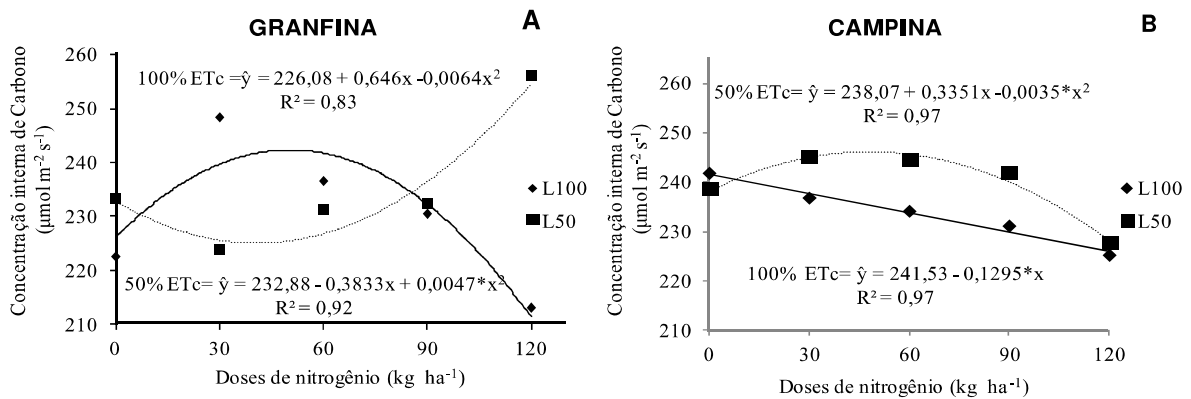 GRANFINA
A
Concentração interna de Carbono
(µmol m-2 s-1)
260
250
240
230
220
210
100% ETc =ŷ = 226,08 + 0,646x -0,0064x²
R² = 0,83
50% ETc= ŷ = 232,88 - 0,3833x + 0,0047*x²
R² = 0,92
L100
L50
0
30
60
90
120
Doses de nitrogênio (kg ha-1)
CAMPINA
B
Concentração interna de Carbono
(µmol m-2 s-1)
260
250
240
230
220
210
50% ETc= ŷ = 238,07 + 0,3351x -0,0035*x²
R² = 0,97
100% ETc= ŷ = 241,53 - 0,1295*x
R² = 0,97
L100
L50
0
30
60
90
120
Doses de nitrogênio (kg ha-1)